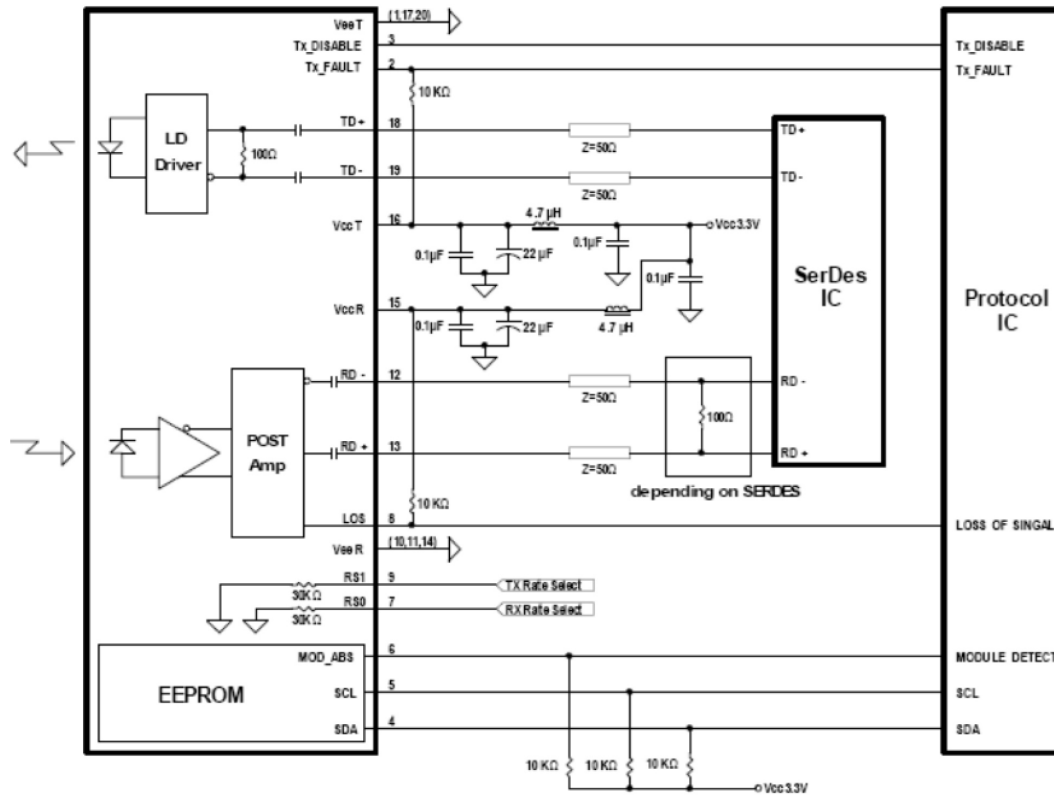 VeeT (1,17,20)
Tx_DISABLE 3 Tx_DISABLE
Tx_FAULT 2 Tx_FAULT
10 KΩ
LD
Driver
100Ω
TD+ 18 Z=50Ω TD+
TD- 19 Z=50Ω TD-
VccT 16 4.7 µH Vcc3.3V
0.1µF 22 µF 0.1µF
0.1µF
SerDes
IC
Protocol
IC
VccR 15
0.1µF 22 µF 4.7 µH
RD - 12 Z=50Ω RD -
100Ω
POST
Amp
RD + 13 Z=50Ω RD +
depending on SERDES
10 KΩ
LOS 8 LOSS OF SINGAL
VeeR (10,11,14)
RS1 9 TX Rate Select
30KΩ
RS0 7 RX Rate Select
30KΩ
MOD_ABS 6 MODULE DETECT
EEPROM
SCL 5 SCL
SDA 4 SDA
10 KΩ 10 KΩ 10 KΩ
Vcc3.3V